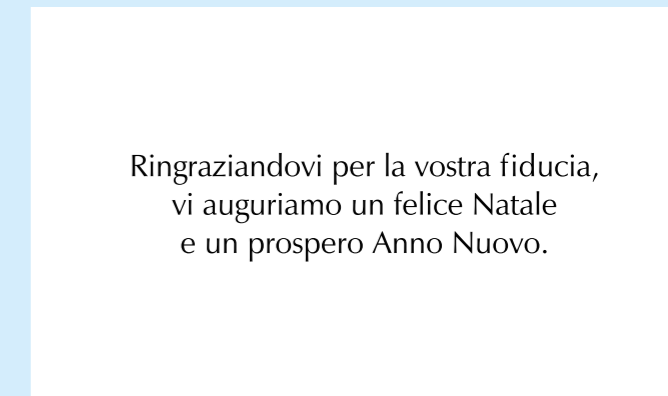 Ringraziandovi per la vostra fiducia,
vi auguriamo un felice Natale
e un prospero Anno Nuovo.